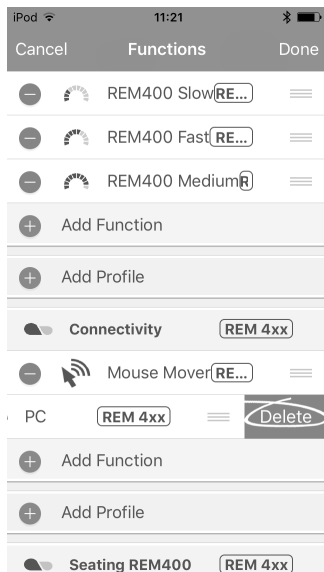 iPod 11:21
Cancel Functions Done
REM400 Slow RE...
REM400 Fast RE...
REM400 Medium R
Add Function
Add Profile
Connectivity REM 4xx
Mouse Mover RE...
PC REM 4xx Delete
Add Function
Add Profile
Seating REM400 REM 4xx